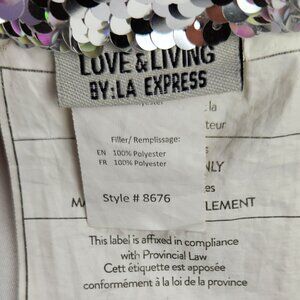 LOVE & LIVING
BY: LA EXPRESS
la
teur
Filler/ Remplissage:
EN 100% Polyester
FR 100% Polyester
NLY
es
Style # 8676
MA
LEMENT
This label is affixed in compliance
with Provincial Law
Cett étiquette est apposée
conformément à la loi de la province